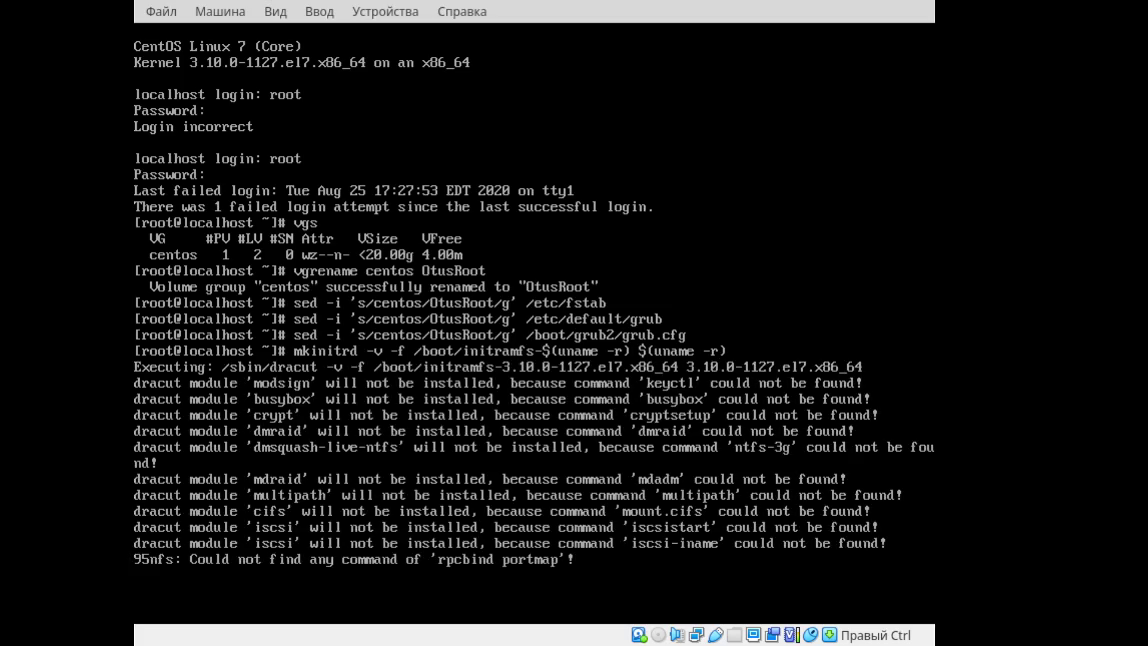 Файл Машина Вид Ввод Устройства Справка
CentOS Linux 7 (Core)
Kernel 3.10.0-1127.el7.x86_64 on an x86_64
localhost login: root
Password:
Login incorrect
localhost login: root
Password:
Last failed login: Tue Aug 25 17:27:53 EDT 2020 on tty1
There was 1 failed login attempt since the last successful login.
[root@localhost ~]# vgs
  VG     #PV #LV #SN Attr   VSize   VFree
  centos   1   2   0 wz--n- <20.00g 4.00m
[root@localhost ~]# vgrename centos OtusRoot
  Volume group "centos" successfully renamed to "OtusRoot"
[root@localhost ~]# sed -i 's/centos/OtusRoot/g' /etc/fstab
[root@localhost ~]# sed -i 's/centos/OtusRoot/g' /etc/default/grub
[root@localhost ~]# sed -i 's/centos/OtusRoot/g' /boot/grub2/grub.cfg
[root@localhost ~]# mkinitrd -v -f /boot/initramfs-$(uname -r) $(uname -r)
Executing: /sbin/dracut -v -f /boot/initramfs-3.10.0-1127.el7.x86_64 3.10.0-1127.el7.x86_64
dracut module 'modsign' will not be installed, because command 'keyctl' could not be found!
dracut module 'busybox' will not be installed, because command 'busybox' could not be found!
dracut module 'crypt' will not be installed, because command 'cryptsetup' could not be found!
dracut module 'dmraid' will not be installed, because command 'dmraid' could not be found!
dracut module 'dmsquash-live-ntfs' will not be installed, because command 'ntfs-3g' could not be fou
nd!
dracut module 'mdraid' will not be installed, because command 'mdadm' could not be found!
dracut module 'multipath' will not be installed, because command 'multipath' could not be found!
dracut module 'cifs' will not be installed, because command 'mount.cifs' could not be found!
dracut module 'iscsi' will not be installed, because command 'iscsistart' could not be found!
dracut module 'iscsi' will not be installed, because command 'iscsi-iname' could not be found!
95nfs: Could not find any command of 'rpcbind portmap'!
Правый Ctrl